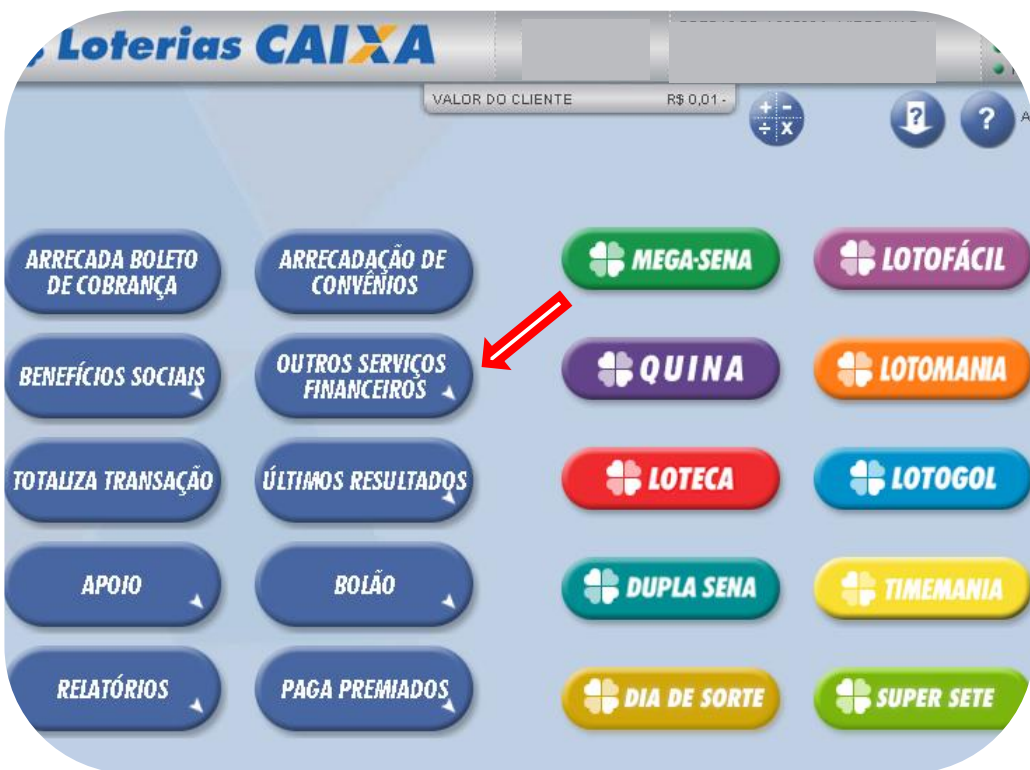 Loterias CAIXA
VALOR DO CLIENTE R$ 0,01 -
+ -
÷ x
?
?
ARRECADA BOLETO
DE COBRANÇA
ARRECADAÇÃO DE
CONVÊNIOS
MEGA-SENA
LOTOFÁCIL
BENEFÍCIOS SOCIAIS
OUTROS SERVIÇOS
FINANCEIROS
QUINA
LOTOMANIA
TOTALIZA TRANSAÇÃO
ÚLTIMOS RESULTADOS
LOTECA
LOTOGOL
APOIO
BOLÃO
DUPLA SENA
TIMEMANIA
RELATÓRIOS
PAGA PREMIADOS
DIA DE SORTE
SUPER SETE